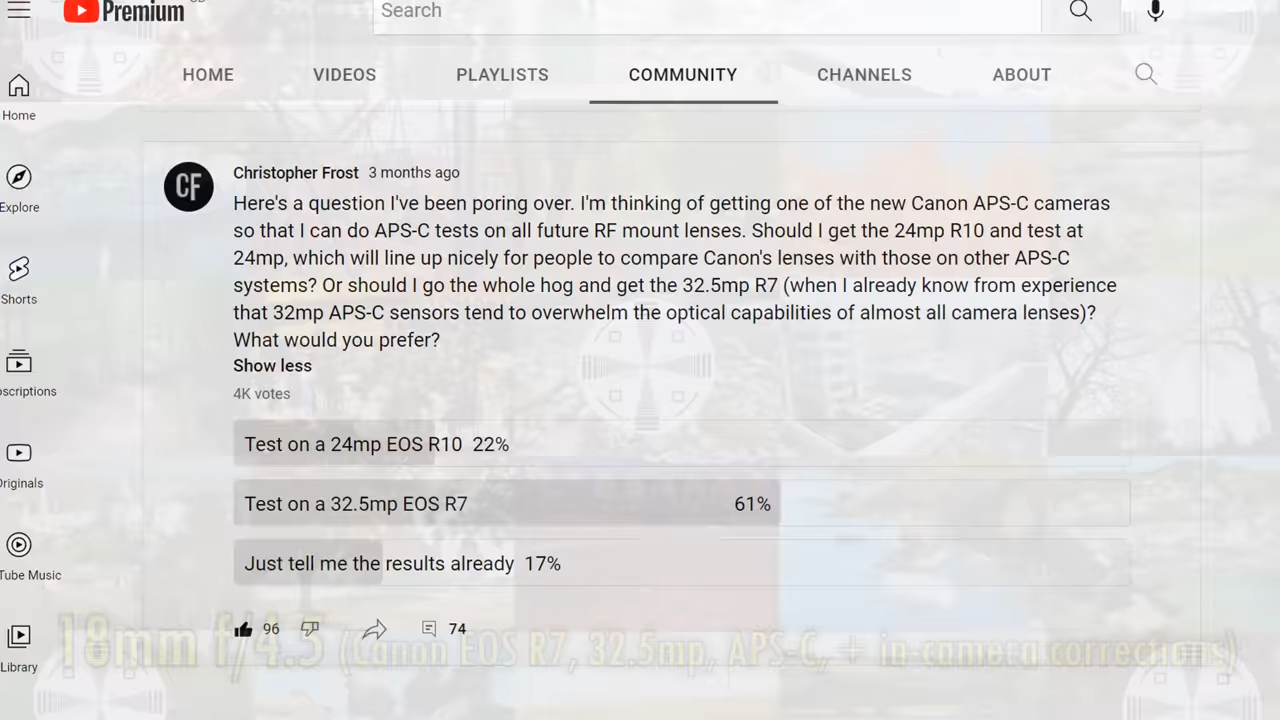 Premium
Search
HOME
VIDEOS
PLAYLISTS
COMMUNITY
CHANNELS
ABOUT
Home
Explore
Shorts
Originals
Library
CF
Christopher Frost 3 months ago
Here's a question I've been poring over. I'm thinking of getting one of the new Canon APS-C cameras
so that I can do APS-C tests on all future RF mount lenses. Should I get the 24mp R10 and test at
24mp, which will line up nicely for people to compare Canon's lenses with those on other APS-C
systems? Or should I go the whole hog and get the 32.5mp R7 (when I already know from experience
that 32mp APS-C sensors tend to overwhelm the optical capabilities of almost all camera lenses)?
What would you prefer?
Show less
4K votes
Test on a 24mp EOS R10 22%
Test on a 32.5mp EOS R7 61%
Just tell me the results already 17%
96 74
18mm f/4.5 (Canon EOS R7, 32.5mp, APS-C, + in-camera corrections)